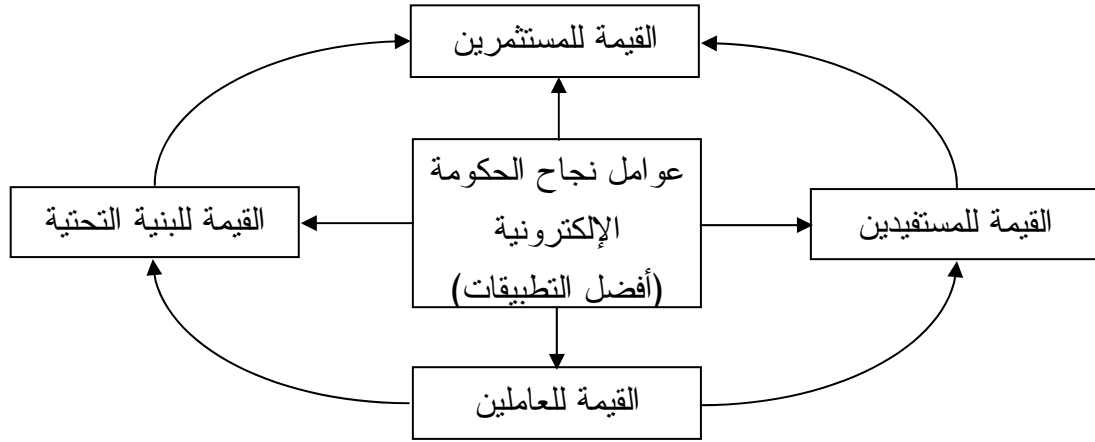 القيمة للمستثمرين
عوامل نجاح الحكومة
الإلكترونية
(أفضل التطبيقات)
القيمة للمستفيدين
القيمة للبنية التحتية
القيمة للعاملين